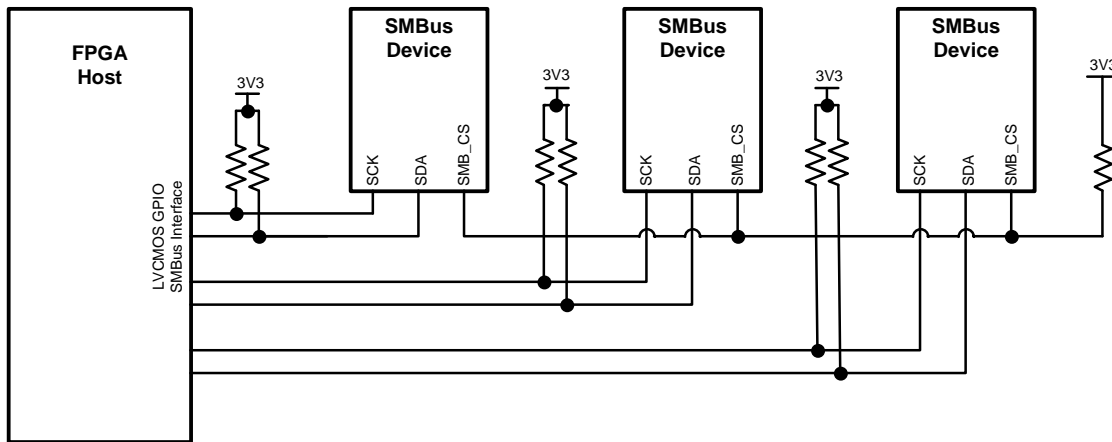 FPGA
Host
LVCMOS GPIO
SMBus Interface
3V3
SMBus
Device
SCK
SDA
SMB_CS
3V3
SMBus
Device
SCK
SDA
SMB_CS
3V3
SMBus
Device
SCK
SDA
SMB_CS
3V3